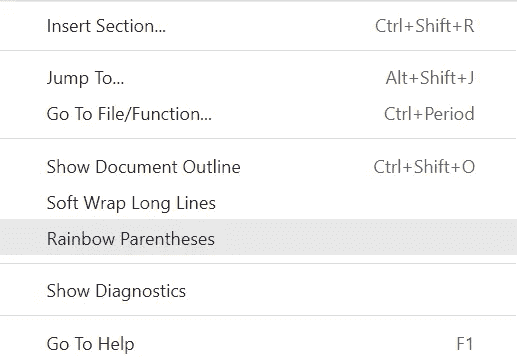 Insert Section... Ctrl+Shift+R
Jump To... Alt+Shift+J
Go To File/Function... Ctrl+Period
Show Document Outline Ctrl+Shift+O
Soft Wrap Long Lines
Rainbow Parentheses
Show Diagnostics
Go To Help F1